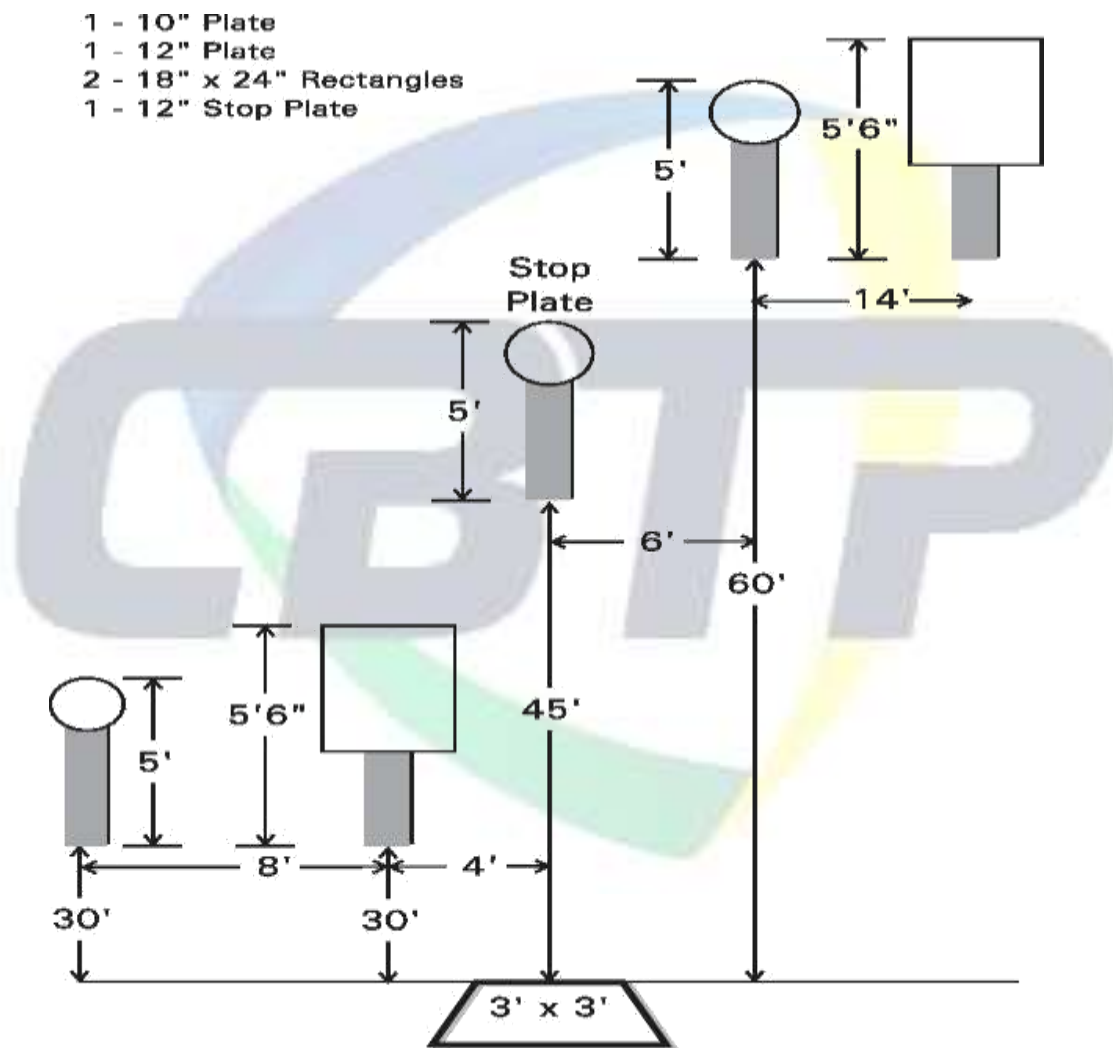 1 - 10" Plate
1 - 12" Plate
2 - 18" x 24" Rectangles
1 - 12" Stop Plate
5'
5'6"
14'
Stop
Plate
5'
6'
60'
CBTP
5'
5'6"
45'
8'
4'
30'
30'
3' x 3'